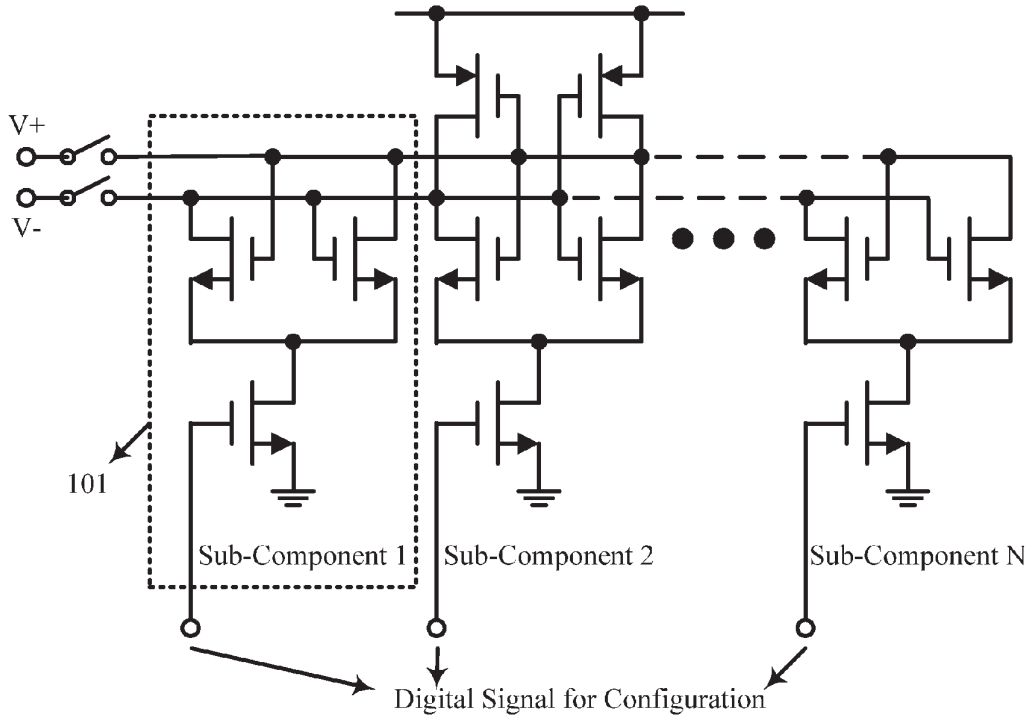 V+
V-
101
Sub-Component 1
Sub-Component 2
Sub-Component N
Digital Signal for Configuration